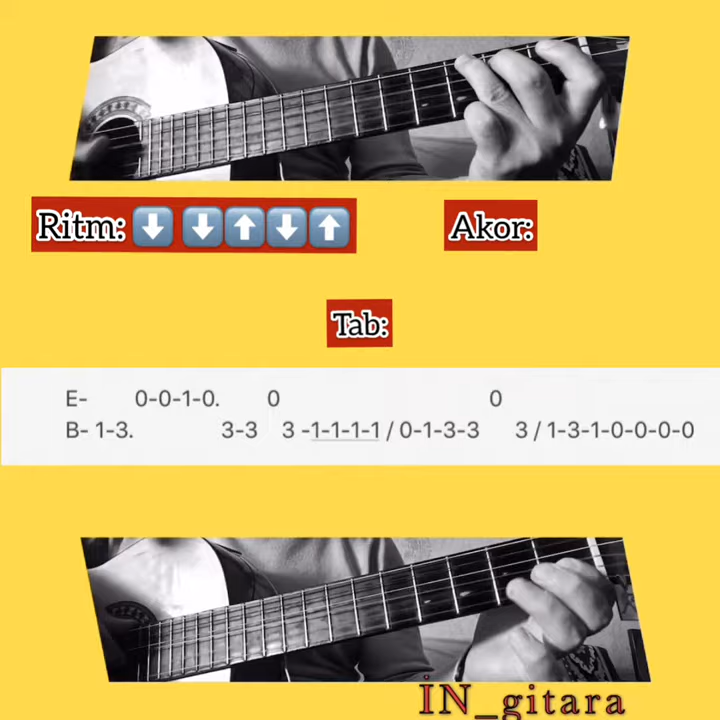 Ritm: ⬇️ ⬇️⬆️⬇️⬆️
Akor:
Tab:
E- 0-0-1-0. 0 0
B- 1-3. 3-3 3 -1-1-1-1 / 0-1-3-3 3 / 1-3-1-0-0-0-0
İN_gitara